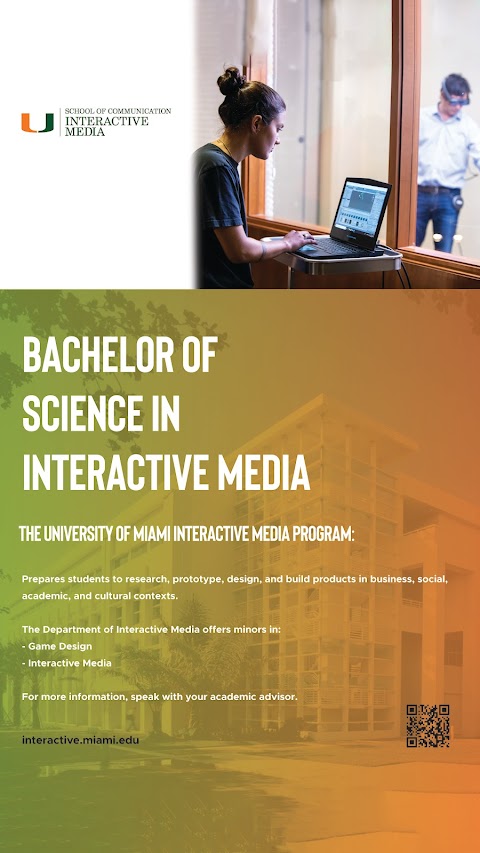 SCHOOL OF COMMUNICATION
INTERACTIVE
MEDIA
BACHELOR OF
SCIENCE IN
INTERACTIVE MEDIA
THE UNIVERSITY OF MIAMI INTERACTIVE MEDIA PROGRAM:
Prepares students to research, prototype, design, and build products in business, social,
academic, and cultural contexts.
The Department of Interactive Media offers minors in:
- Game Design
- Interactive Media
For more information, speak with your academic advisor.
interactive.miami.edu